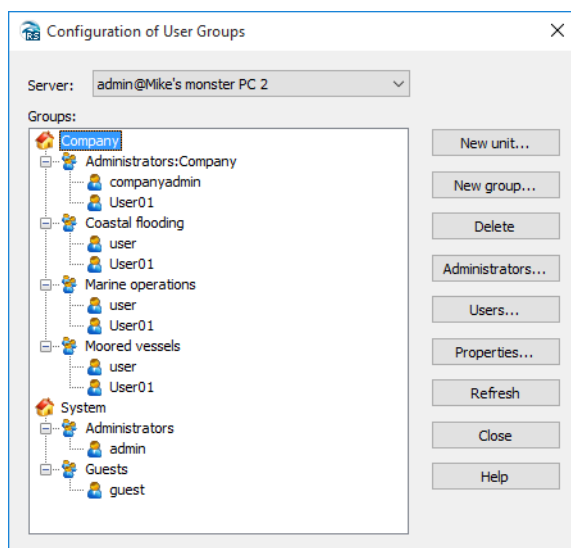 RS
Configuration of User Groups
Server: admin@Mike's monster PC 2
Groups:
Company
Administrators:Company
companyadmin
User01
Coastal flooding
user
User01
Marine operations
user
User01
Moored vessels
user
User01
System
Administrators
admin
Guests
guest
New unit...
New group...
Delete
Administrators...
Users...
Properties...
Refresh
Close
Help